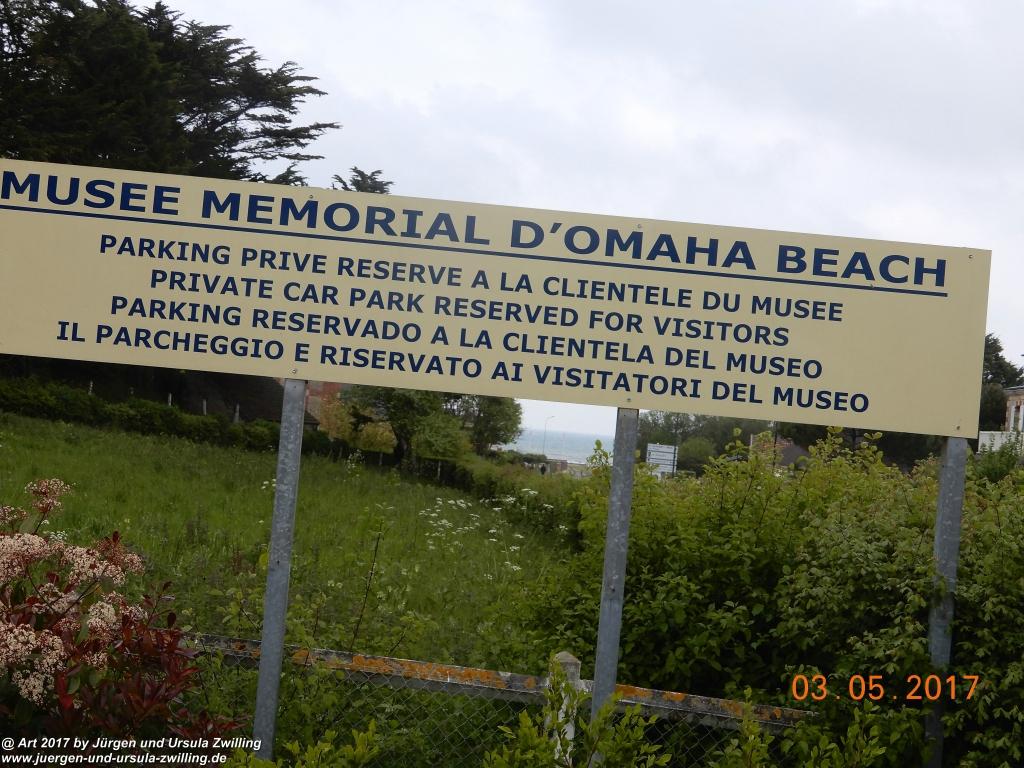 MUSEE MEMORIAL D'OMAHA BEACH
PARKING PRIVE RESERVE A LA CLIENTELE DU MUSEE
PRIVATE CAR PARK RESERVED FOR VISITORS
PARKING RESERVADO A LA CLIENTELA DEL MUSEO
IL PARCHEGGIO E RISERVATO AI VISITATORI DEL MUSEO
03.05.2017
@ Art 2017 by Jürgen und Ursula Zwilling
www.juergen-und-ursula-zwilling.de